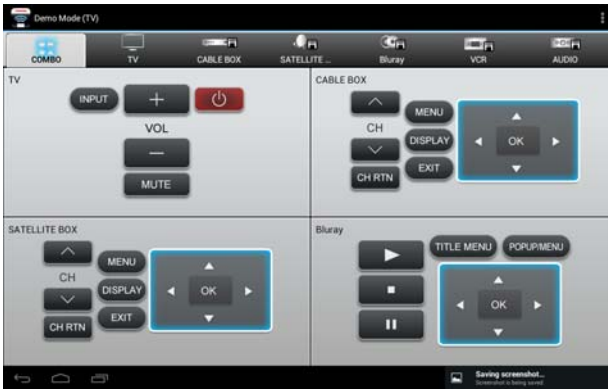 Demo Mode (TV)
COMBO
TV
CABLE BOX
SATELLITE ...
Bluray
VCR
AUDIO
TV
INPUT
VOL
MUTE
CABLE BOX
CH
MENU
DISPLAY
EXIT
CH RTN
OK
SATELLITE BOX
CH
MENU
DISPLAY
EXIT
CH RTN
OK
Bluray
TITLE MENU
POPUP/MENU
OK
Saving screenshot...
Screenshot is being saved.